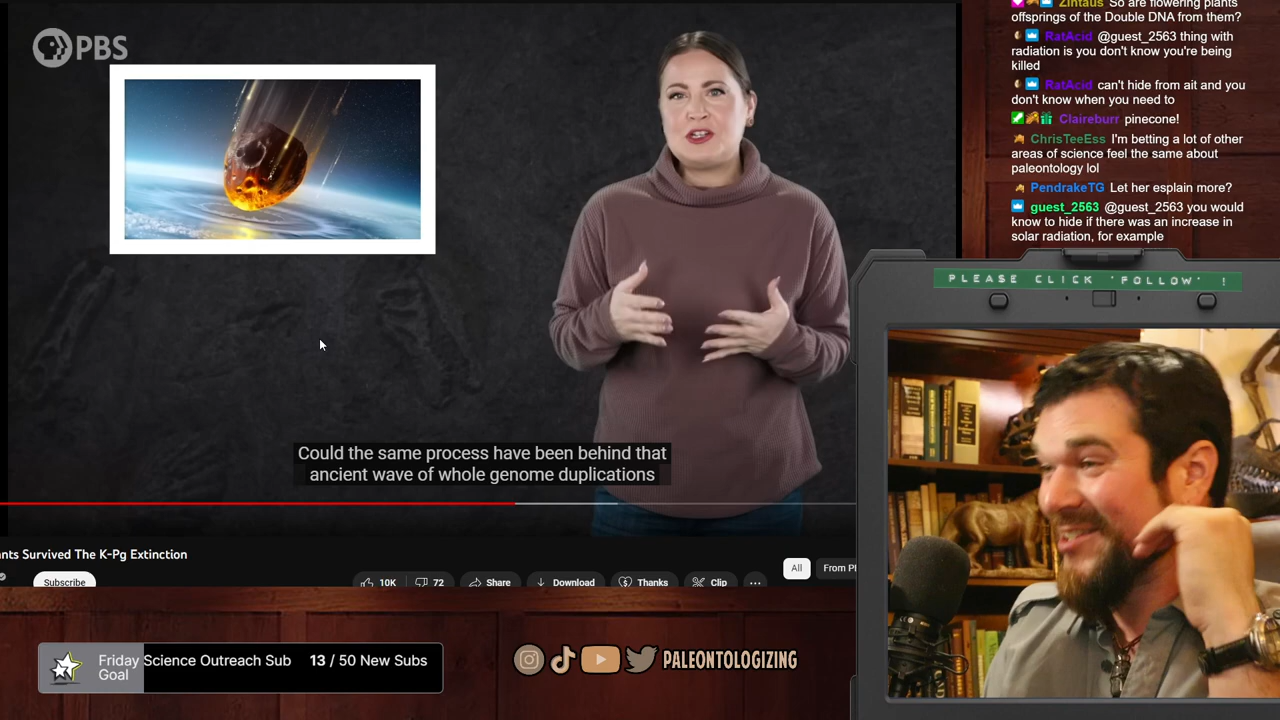 PBS
Could the same process have been behind that
ancient wave of whole genome duplications
ants Survived The K-Pg Extinction
Subscribe
10K
72
Share
Download
Thanks
Clip
...
All
Friday Science Outreach Sub
Goal
13 / 50 New Subs
PALEONTOLOGIZING
Zintaus So are flowering plants
offsprings of the Double DNA from them?
RatAcid @guest_2563 thing with
radiation is you don't know you're being
killed
RatAcid can't hide from ait and you
don't know when you need to
Claireburr pinecone!
ChrisTeeEss I'm betting a lot of other
areas of science feel the same about
paleontology lol
PendrakeTG Let her esplain more?
guest_2563 @guest_2563 you would
know to hide if there was an increase in
solar radiation, for example
PLEASE CLICK "FOLLOW" !